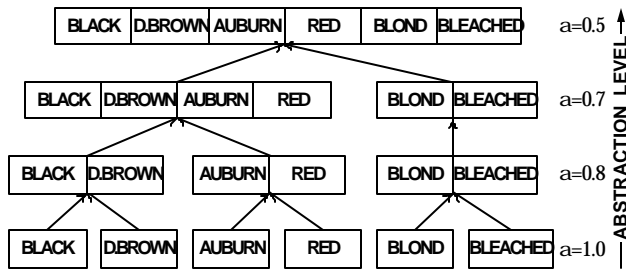 BLACK D.BROWN AUBURN RED BLOND BLEACHED a=0.5
BLACK D.BROWN AUBURN RED BLOND BLEACHED a=0.7
BLACK D.BROWN AUBURN RED BLOND BLEACHED a=0.8
BLACK D.BROWN AUBURN RED BLOND BLEACHED a=1.0
ABSTRACTION LEVEL